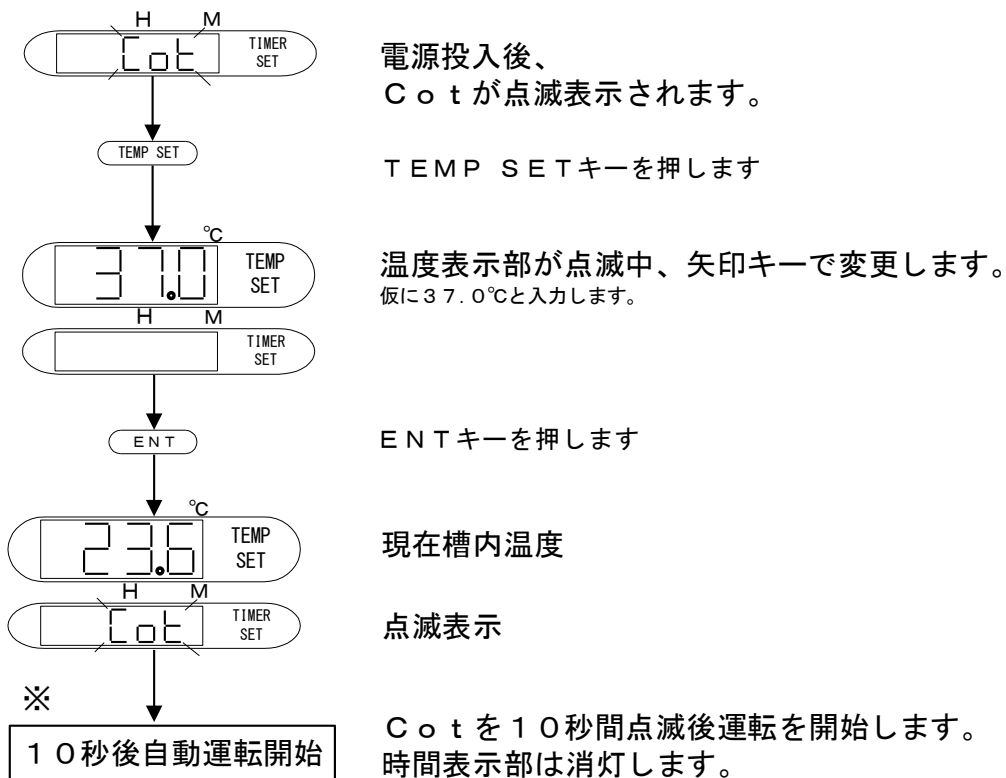 H M
Cot
TIMER
SET
電源投入後、
Ｃｏｔが点滅表示されます。
TEMP SET
ＴＥＭＰ ＳＥＴキーを押します
℃
37.0
TEMP
SET
温度表示部が点滅中、矢印キーで変更します。
仮に３７．０℃と入力します。
H M
TIMER
SET
ENT
ＥＮＴキーを押します
℃
23.6
TEMP
SET
現在槽内温度
H M
Cot
TIMER
SET
点滅表示
※
１０秒後自動運転開始
Ｃｏｔを１０秒間点滅後運転を開始します。
時間表示部は消灯します。